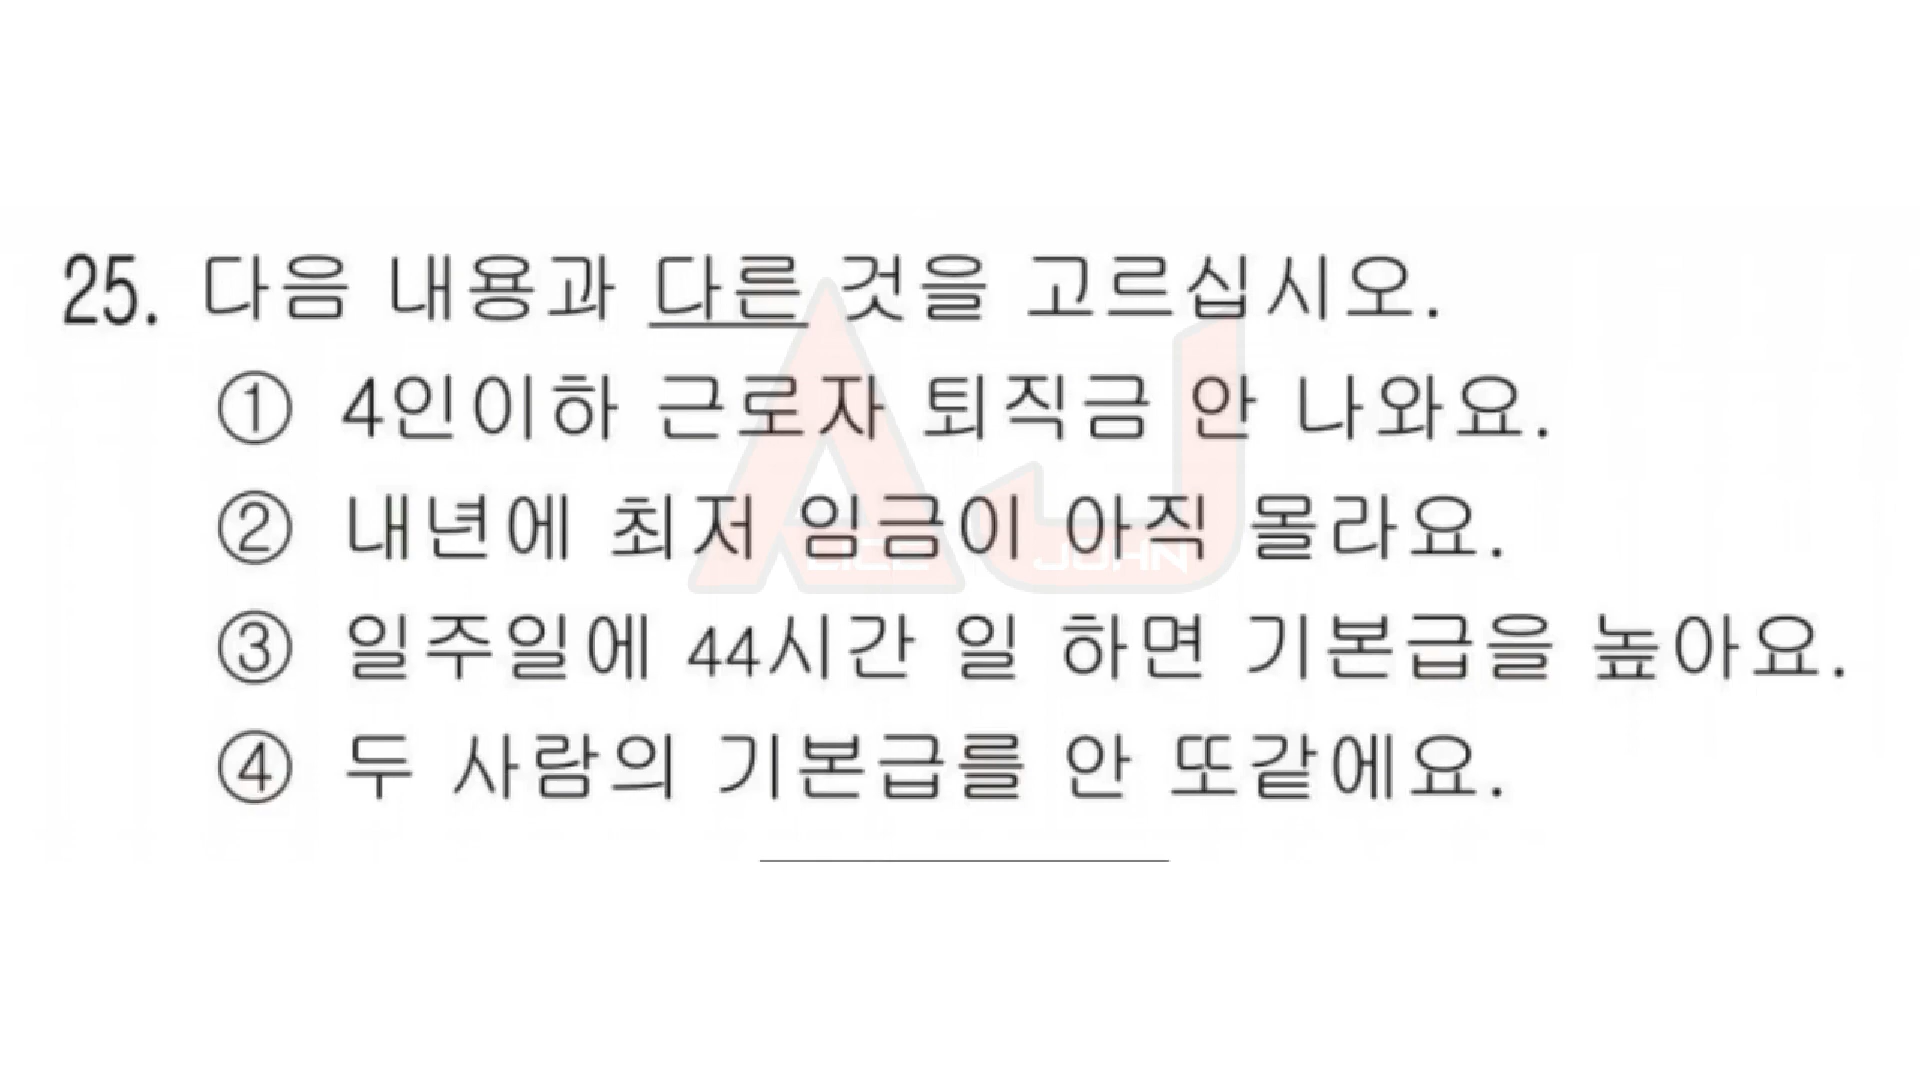 25. 다음 내용과 다른 것을 고르십시오.
① 4인이하 근로자 퇴직금 안 나와요.
② 내년에 최저 임금이 아직 몰라요.
③ 일주일에 44시간 일 하면 기본급을 높아요.
④ 두 사람의 기본급를 안 또같에요.
AJ
LICE JOHN